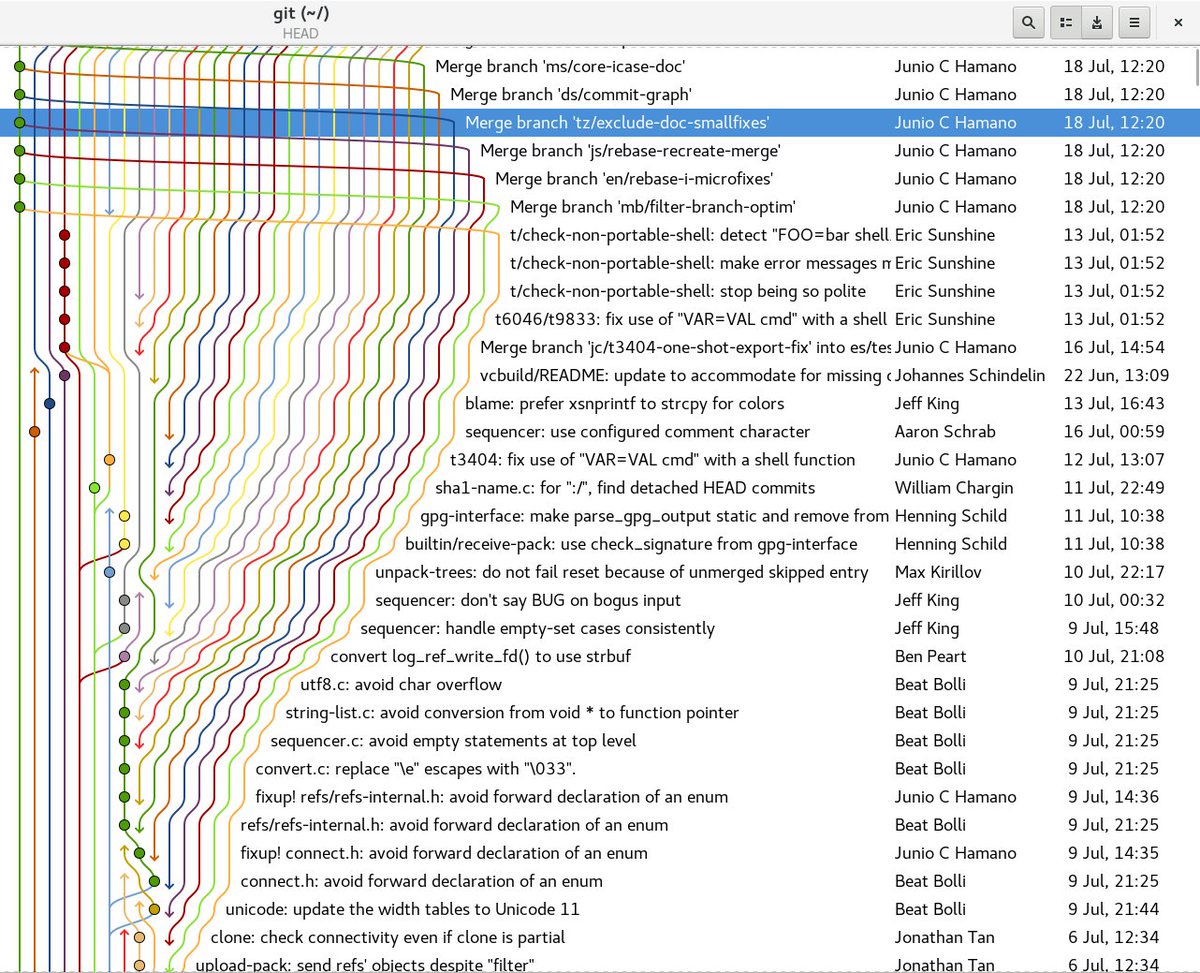 git (~/)
HEAD
Merge branch 'ms/core-icase-doc' Junio C Hamano 18 Jul, 12:20
Merge branch 'ds/commit-graph' Junio C Hamano 18 Jul, 12:20
Merge branch 'tz/exclude-doc-smallfixes' Junio C Hamano 18 Jul, 12:20
Merge branch 'js/rebase-recreate-merge' Junio C Hamano 18 Jul, 12:20
Merge branch 'en/rebase-i-microfixes' Junio C Hamano 18 Jul, 12:20
Merge branch 'mb/filter-branch-optim' Junio C Hamano 18 Jul, 12:20
t/check-non-portable-shell: detect "FOO=bar shell Eric Sunshine 13 Jul, 01:52
t/check-non-portable-shell: make error messages m Eric Sunshine 13 Jul, 01:52
t/check-non-portable-shell: stop being so polite Eric Sunshine 13 Jul, 01:52
t6046/t9833: fix use of "VAR=VAL cmd" with a shell Eric Sunshine 13 Jul, 01:52
Merge branch 'jc/t3404-one-shot-export-fix' into es/tes Junio C Hamano 16 Jul, 14:54
vcbuild/README: update to accommodate for missing c Johannes Schindelin 22 Jun, 13:09
blame: prefer xsnprintf to strcpy for colors Jeff King 13 Jul, 16:43
sequencer: use configured comment character Aaron Schrab 16 Jul, 00:59
t3404: fix use of "VAR=VAL cmd" with a shell function Junio C Hamano 12 Jul, 13:07
sha1-name.c: for ":/", find detached HEAD commits William Chargin 11 Jul, 22:49
gpg-interface: make parse_gpg_output static and remove from Henning Schild 11 Jul, 10:38
builtin/receive-pack: use check_signature from gpg-interface Henning Schild 11 Jul, 10:38
unpack-trees: do not fail reset because of unmerged skipped entry Max Kirillov 10 Jul, 22:17
sequencer: don't say BUG on bogus input Jeff King 10 Jul, 00:32
sequencer: handle empty-set cases consistently Jeff King 9 Jul, 15:48
convert log_ref_write_fd() to use strbuf Ben Peart 10 Jul, 21:08
utf8.c: avoid char overflow Beat Bolli 9 Jul, 21:25
string-list.c: avoid conversion from void * to function pointer Beat Bolli 9 Jul, 21:25
sequencer.c: avoid empty statements at top level Beat Bolli 9 Jul, 21:25
convert.c: replace "\e" escapes with "\033". Beat Bolli 9 Jul, 21:25
fixup! refs/refs-internal.h: avoid forward declaration of an enum Junio C Hamano 9 Jul, 14:36
refs/refs-internal.h: avoid forward declaration of an enum Beat Bolli 9 Jul, 21:25
fixup! connect.h: avoid forward declaration of an enum Junio C Hamano 9 Jul, 14:35
connect.h: avoid forward declaration of an enum Beat Bolli 9 Jul, 21:25
unicode: update the width tables to Unicode 11 Beat Bolli 9 Jul, 21:44
clone: check connectivity even if clone is partial Jonathan Tan 6 Jul, 12:34
upload-pack: send refs' objects despite "filter" Jonathan Tan 6 Jul, 12:34